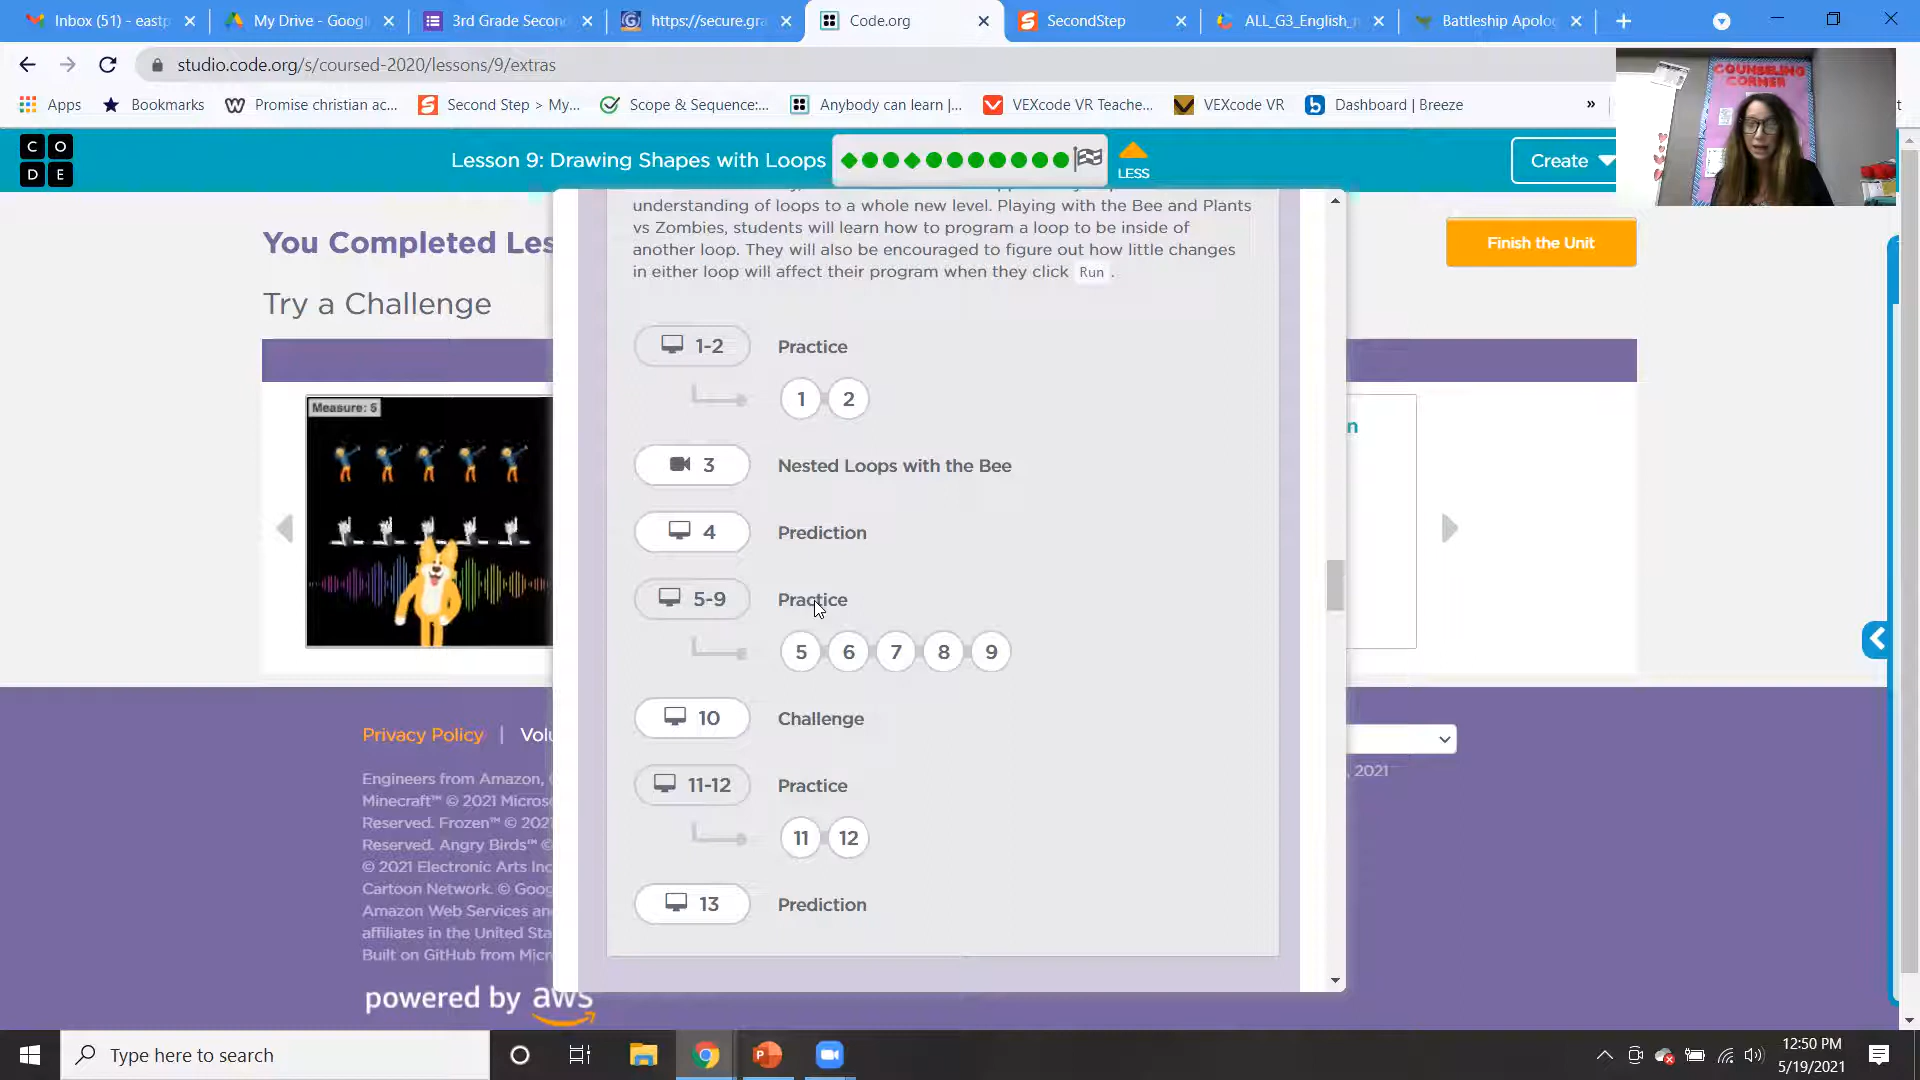 Inbox (51) - eastp
My Drive - Googl
3rd Grade Secon
https://secure.gra
Code.org
SecondStep
ALL_G3_English_
Battleship Apolo
studio.code.org/s/coursed-2020/lessons/9/extras
Apps
Bookmarks
Promise christian ac...
Second Step > My...
Scope & Sequence:...
Anybody can learn |...
VEXcode VR Teache...
VEXcode VR
Dashboard | Breeze
»
COUNSELING
CORNER
C O
D E
Lesson 9: Drawing Shapes with Loops
LESS
Create
understanding of loops to a whole new level. Playing with the Bee and Plants
vs Zombies, students will learn how to program a loop to be inside of
another loop. They will also be encouraged to figure out how little changes
in either loop will affect their program when they click Run .
You Completed Les
Finish the Unit
Try a Challenge
Measure: 5
n
1-2 Practice
1 2
3 Nested Loops with the Bee
4 Prediction
5-9 Practice
5 6 7 8 9
10 Challenge
11-12 Practice
11 12
13 Prediction
Privacy Policy | Volu
, 2021
Engineers from Amazon,
Minecraft™ © 2021 Micros
Reserved. Frozen™ © 2021
Reserved. Angry Birds™ ©
© 2021 Electronic Arts Inc
Cartoon Network. © Goog
Amazon Web Services an
affiliates in the United Sta
Built on GitHub from Micr
powered by aws
Type here to search
12:50 PM
5/19/2021